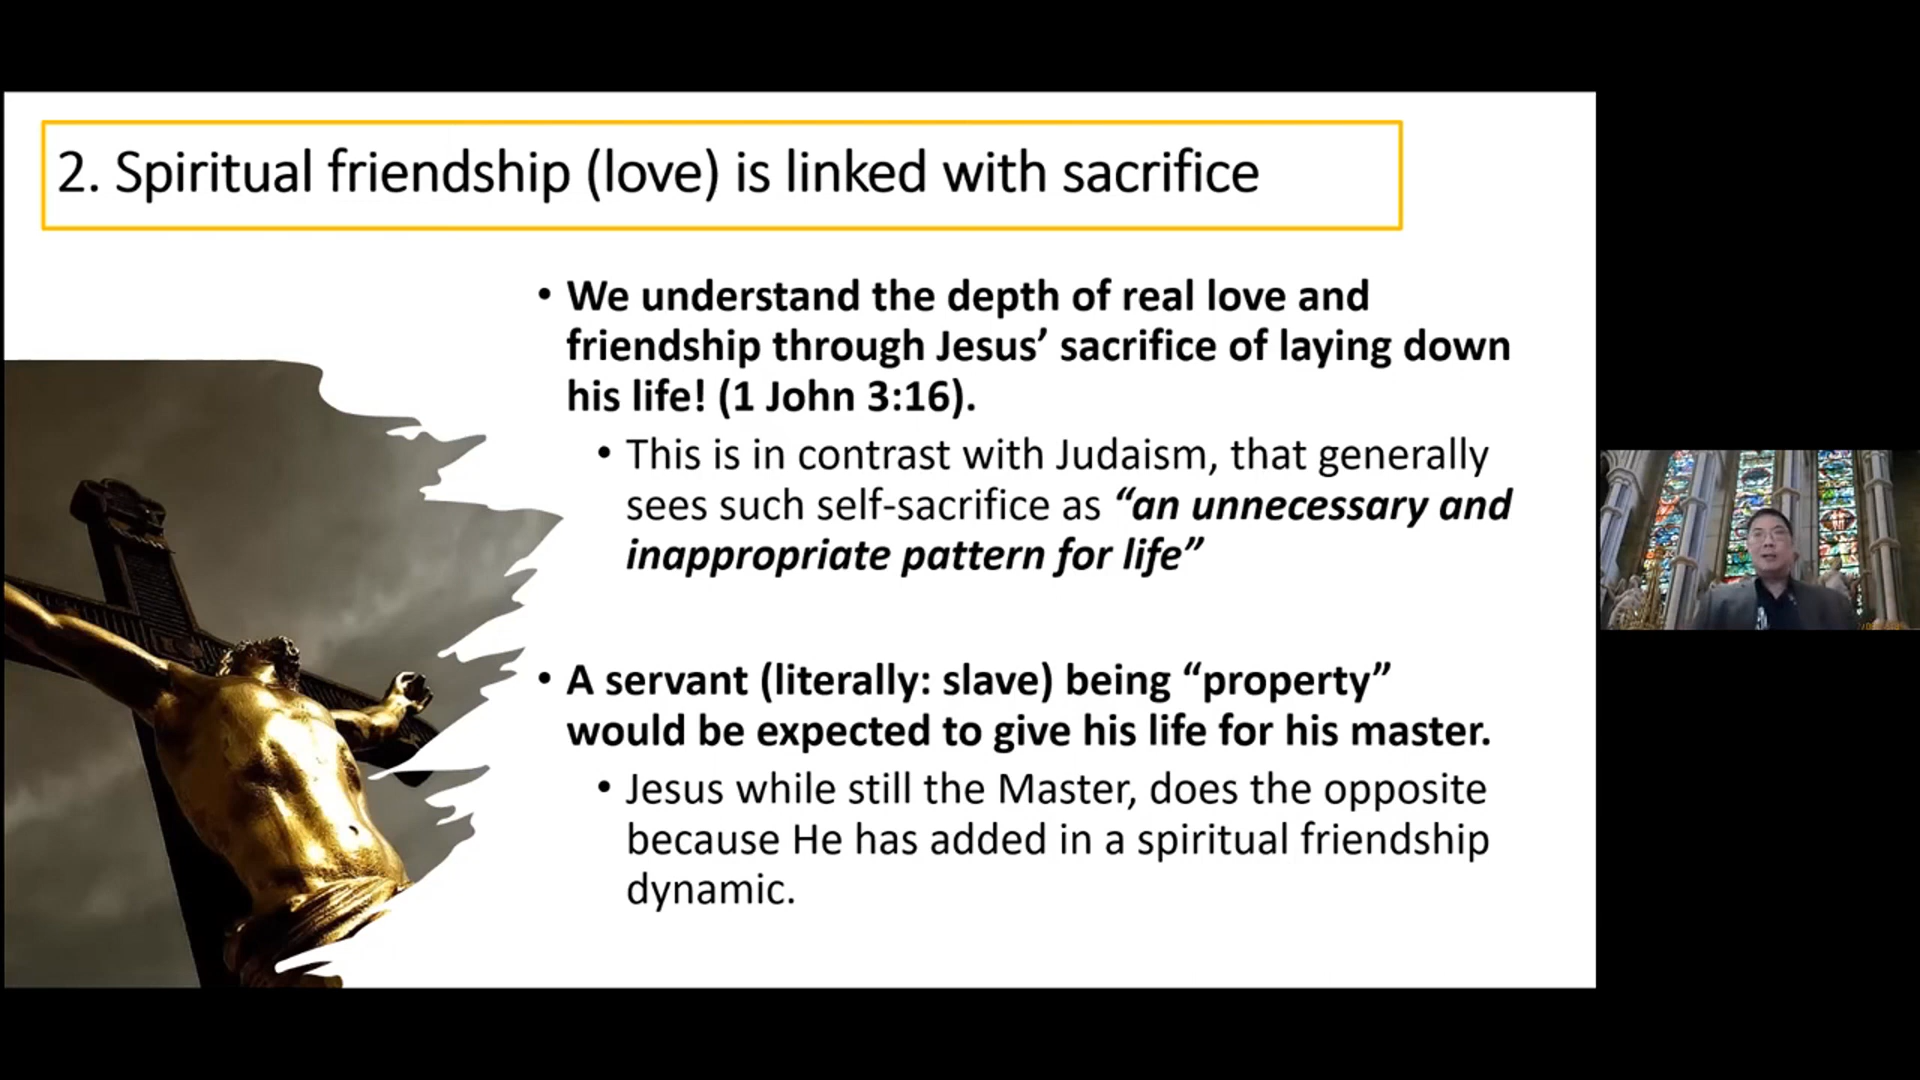 2. Spiritual friendship (love) is linked with sacrifice
• We understand the depth of real love and
friendship through Jesus’ sacrifice of laying down
his life! (1 John 3:16).
• This is in contrast with Judaism, that generally
sees such self-sacrifice as “an unnecessary and
inappropriate pattern for life”
• A servant (literally: slave) being “property”
would be expected to give his life for his master.
• Jesus while still the Master, does the opposite
because He has added in a spiritual friendship
dynamic.